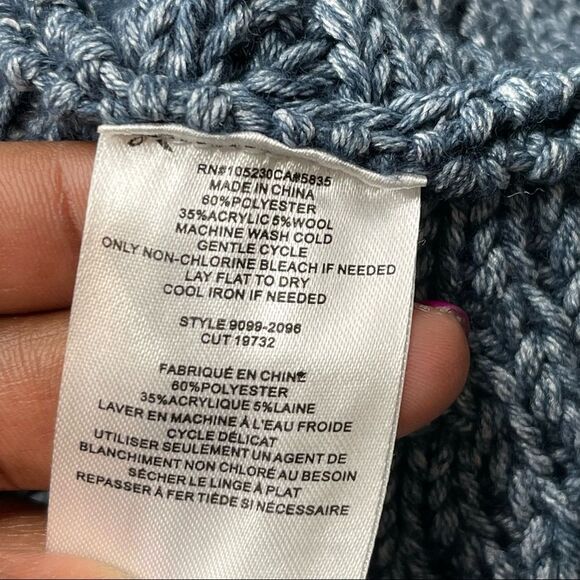 RN#105230CA#5835
MADE IN CHINA
60%POLYESTER
35%ACRYLIC 5%WOOL
MACHINE WASH COLD
GENTLE CYCLE
ONLY NON-CHLORINE BLEACH IF NEEDED
LAY FLAT TO DRY
COOL IRON IF NEEDED
STYLE 9099-2096
CUT 19732
FABRIQUÉ EN CHINE
60%POLYESTER
35%ACRYLIQUE 5%LAINE
LAVER EN MACHINE À L'EAU FROIDE
CYCLE DÉLICAT
UTILISER SEULEMENT UN AGENT DE
BLANCHIMENT NON CHLORÉ AU BESOIN
SÉCHER LE LINGE À PLAT
REPASSER À FER TIÉDE SI NÉCESSAIRE